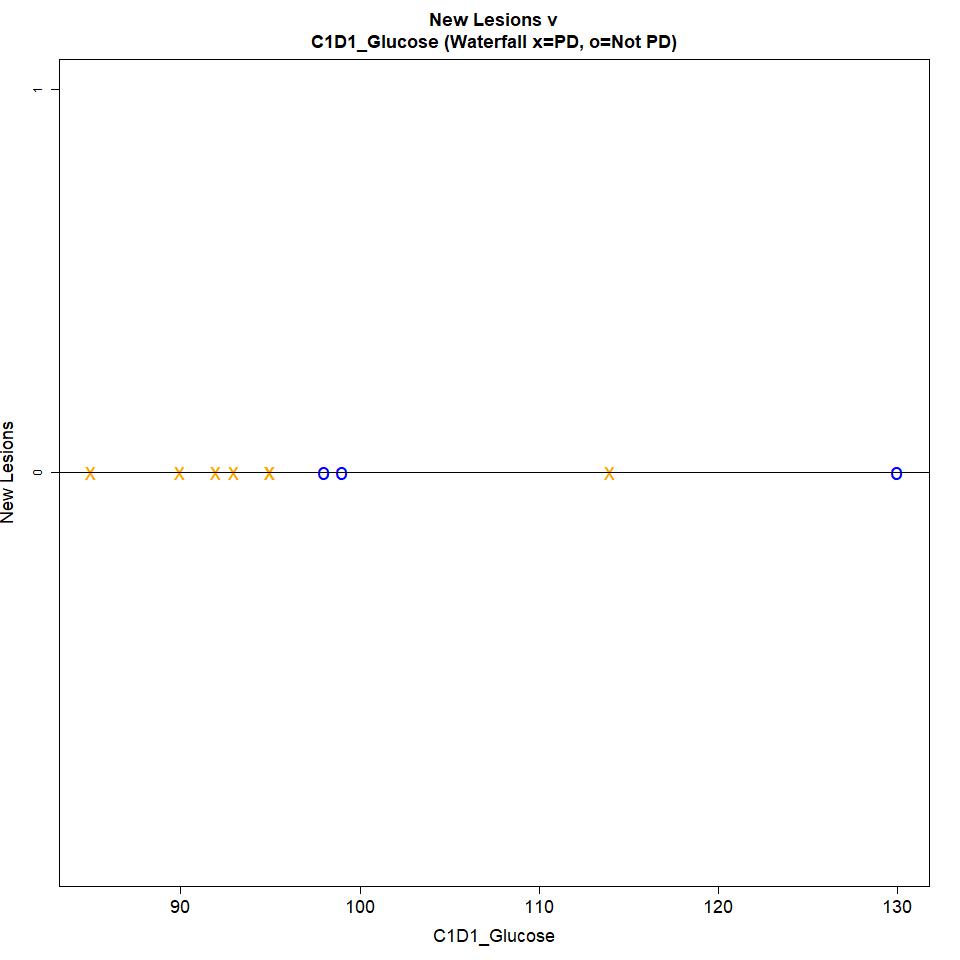 New Lesions v
C1D1_Glucose (Waterfall x=PD, o=Not PD)
1
0
New Lesions
x x x x x o o x o
90 100 110 120 130
C1D1_Glucose